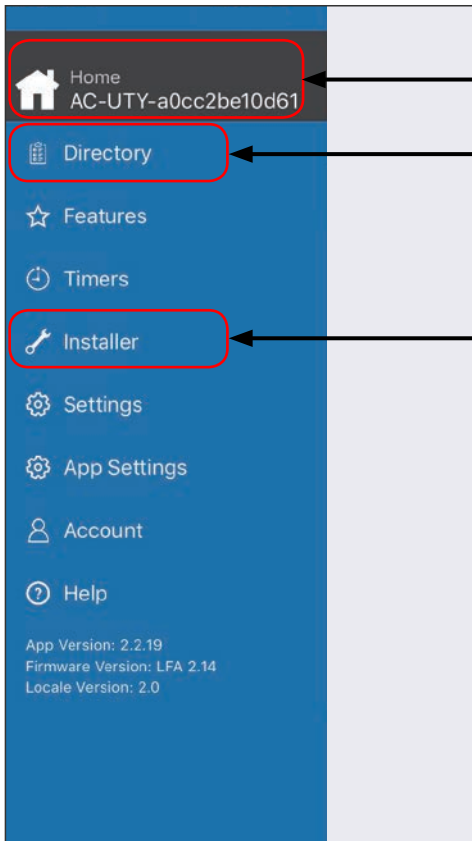 Home
AC-UTY-a0cc2be10d61
Directory
Features
Timers
Installer
Settings
App Settings
Account
Help
App Version: 2.2.19
Firmware Version: LFA 2.14
Locale Version: 2.0